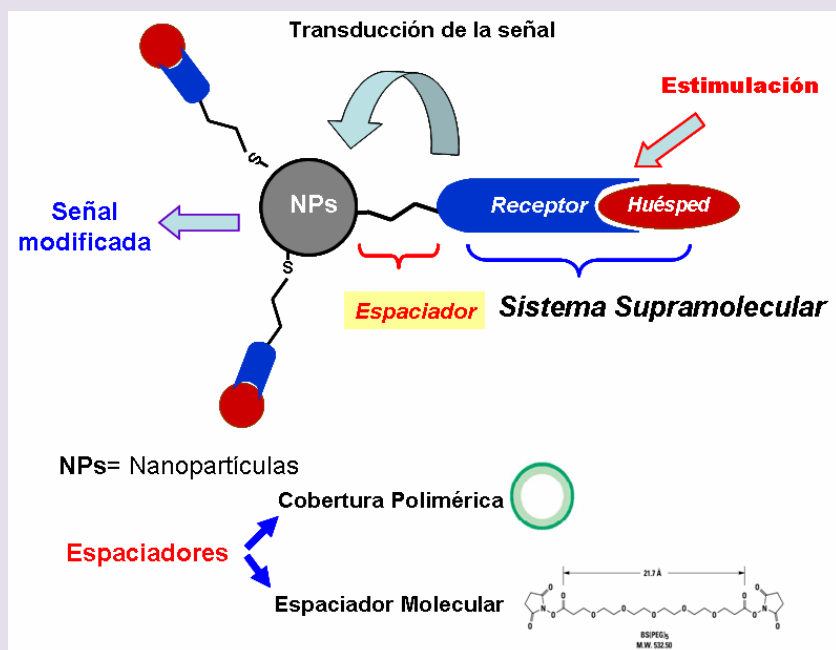 Transducción de la señal
Estimulación
S
NPs
Receptor
Huésped
Señal
modificada
S
Espaciador
Sistema Supramolecular
NPs= Nanopartículas
Cobertura Polimérica
Espaciadores
Espaciador Molecular
21.7 Å
O O O O
N O O O O O O O N
O O
BS(PEG)5
M.W. 532.50